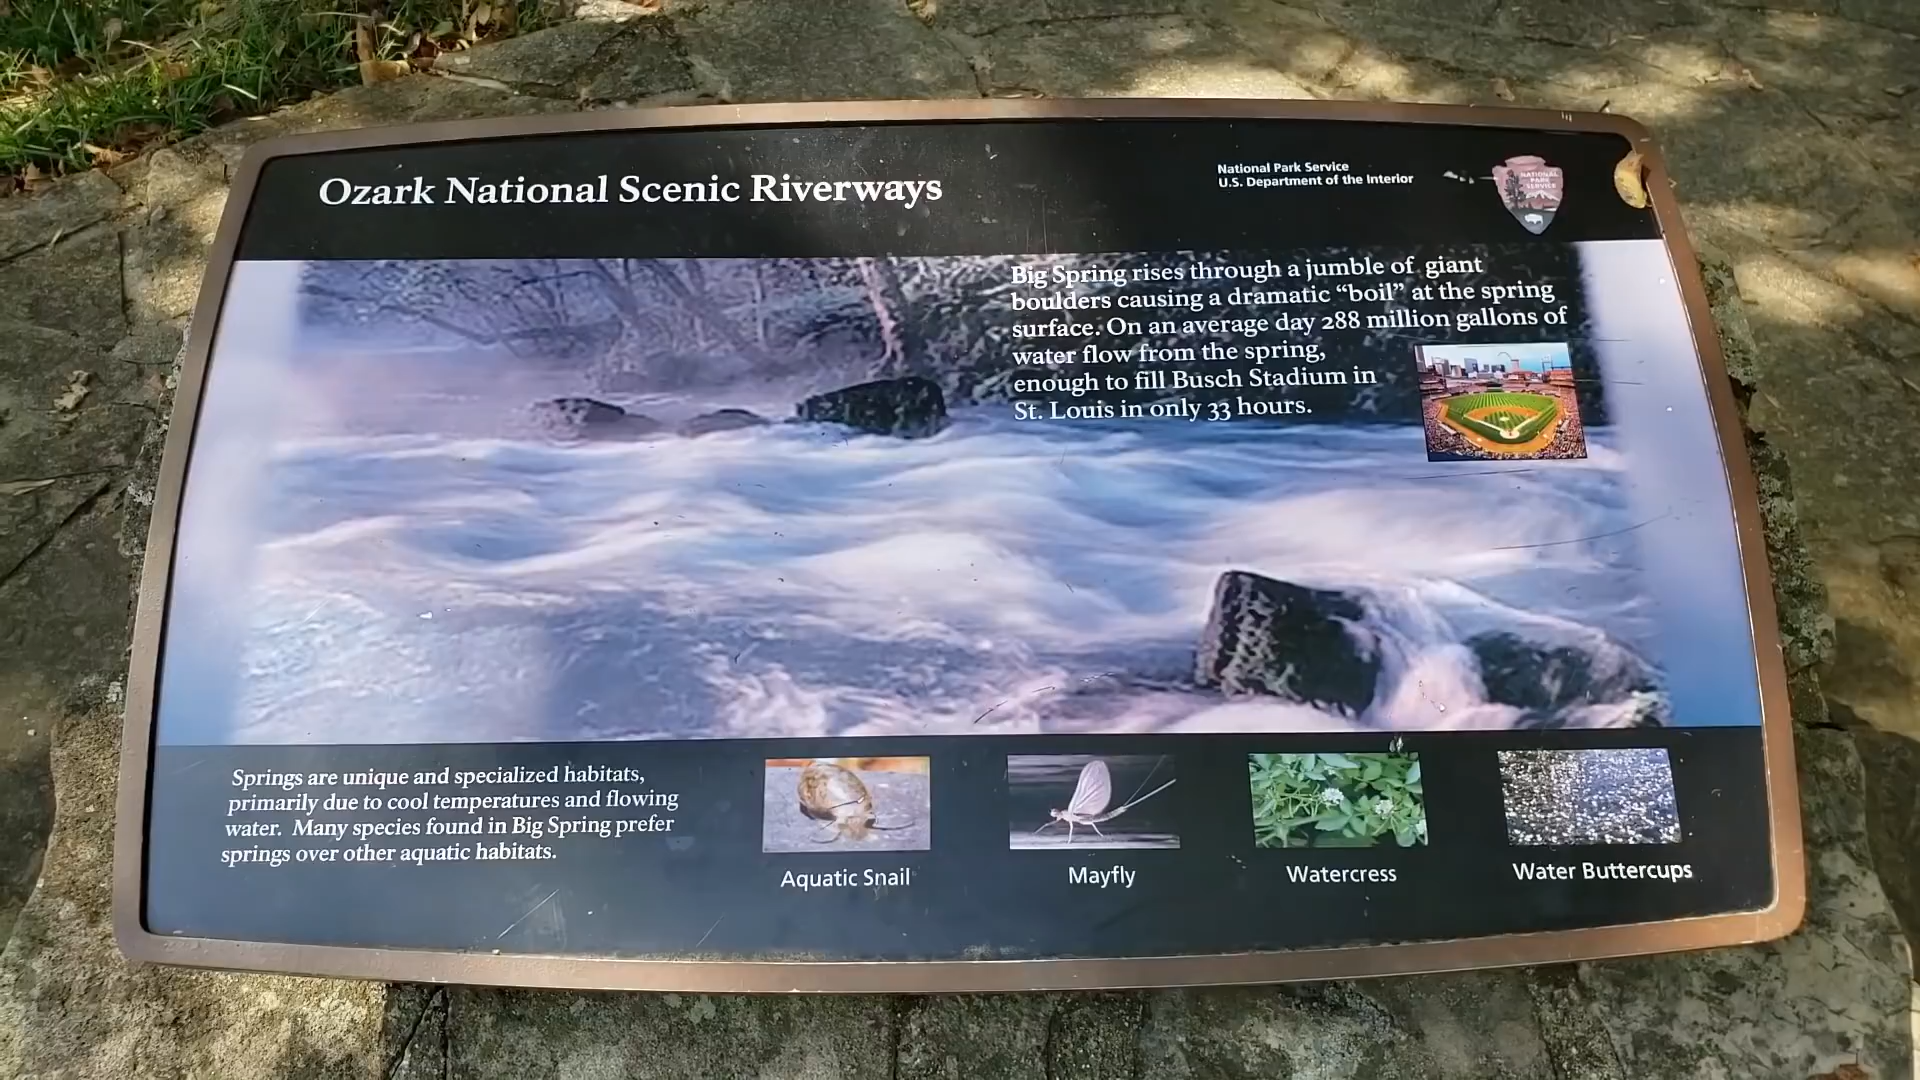 Ozark National Scenic Riverways
National Park Service
U.S. Department of the Interior
NATIONAL
PARK
SERVICE
Big Spring rises through a jumble of giant
boulders causing a dramatic “boil” at the spring
surface. On an average day 288 million gallons of
water flow from the spring,
enough to fill Busch Stadium in
St. Louis in only 33 hours.
Springs are unique and specialized habitats,
primarily due to cool temperatures and flowing
water. Many species found in Big Spring prefer
springs over other aquatic habitats.
Aquatic Snail
Mayfly
Watercress
Water Buttercups